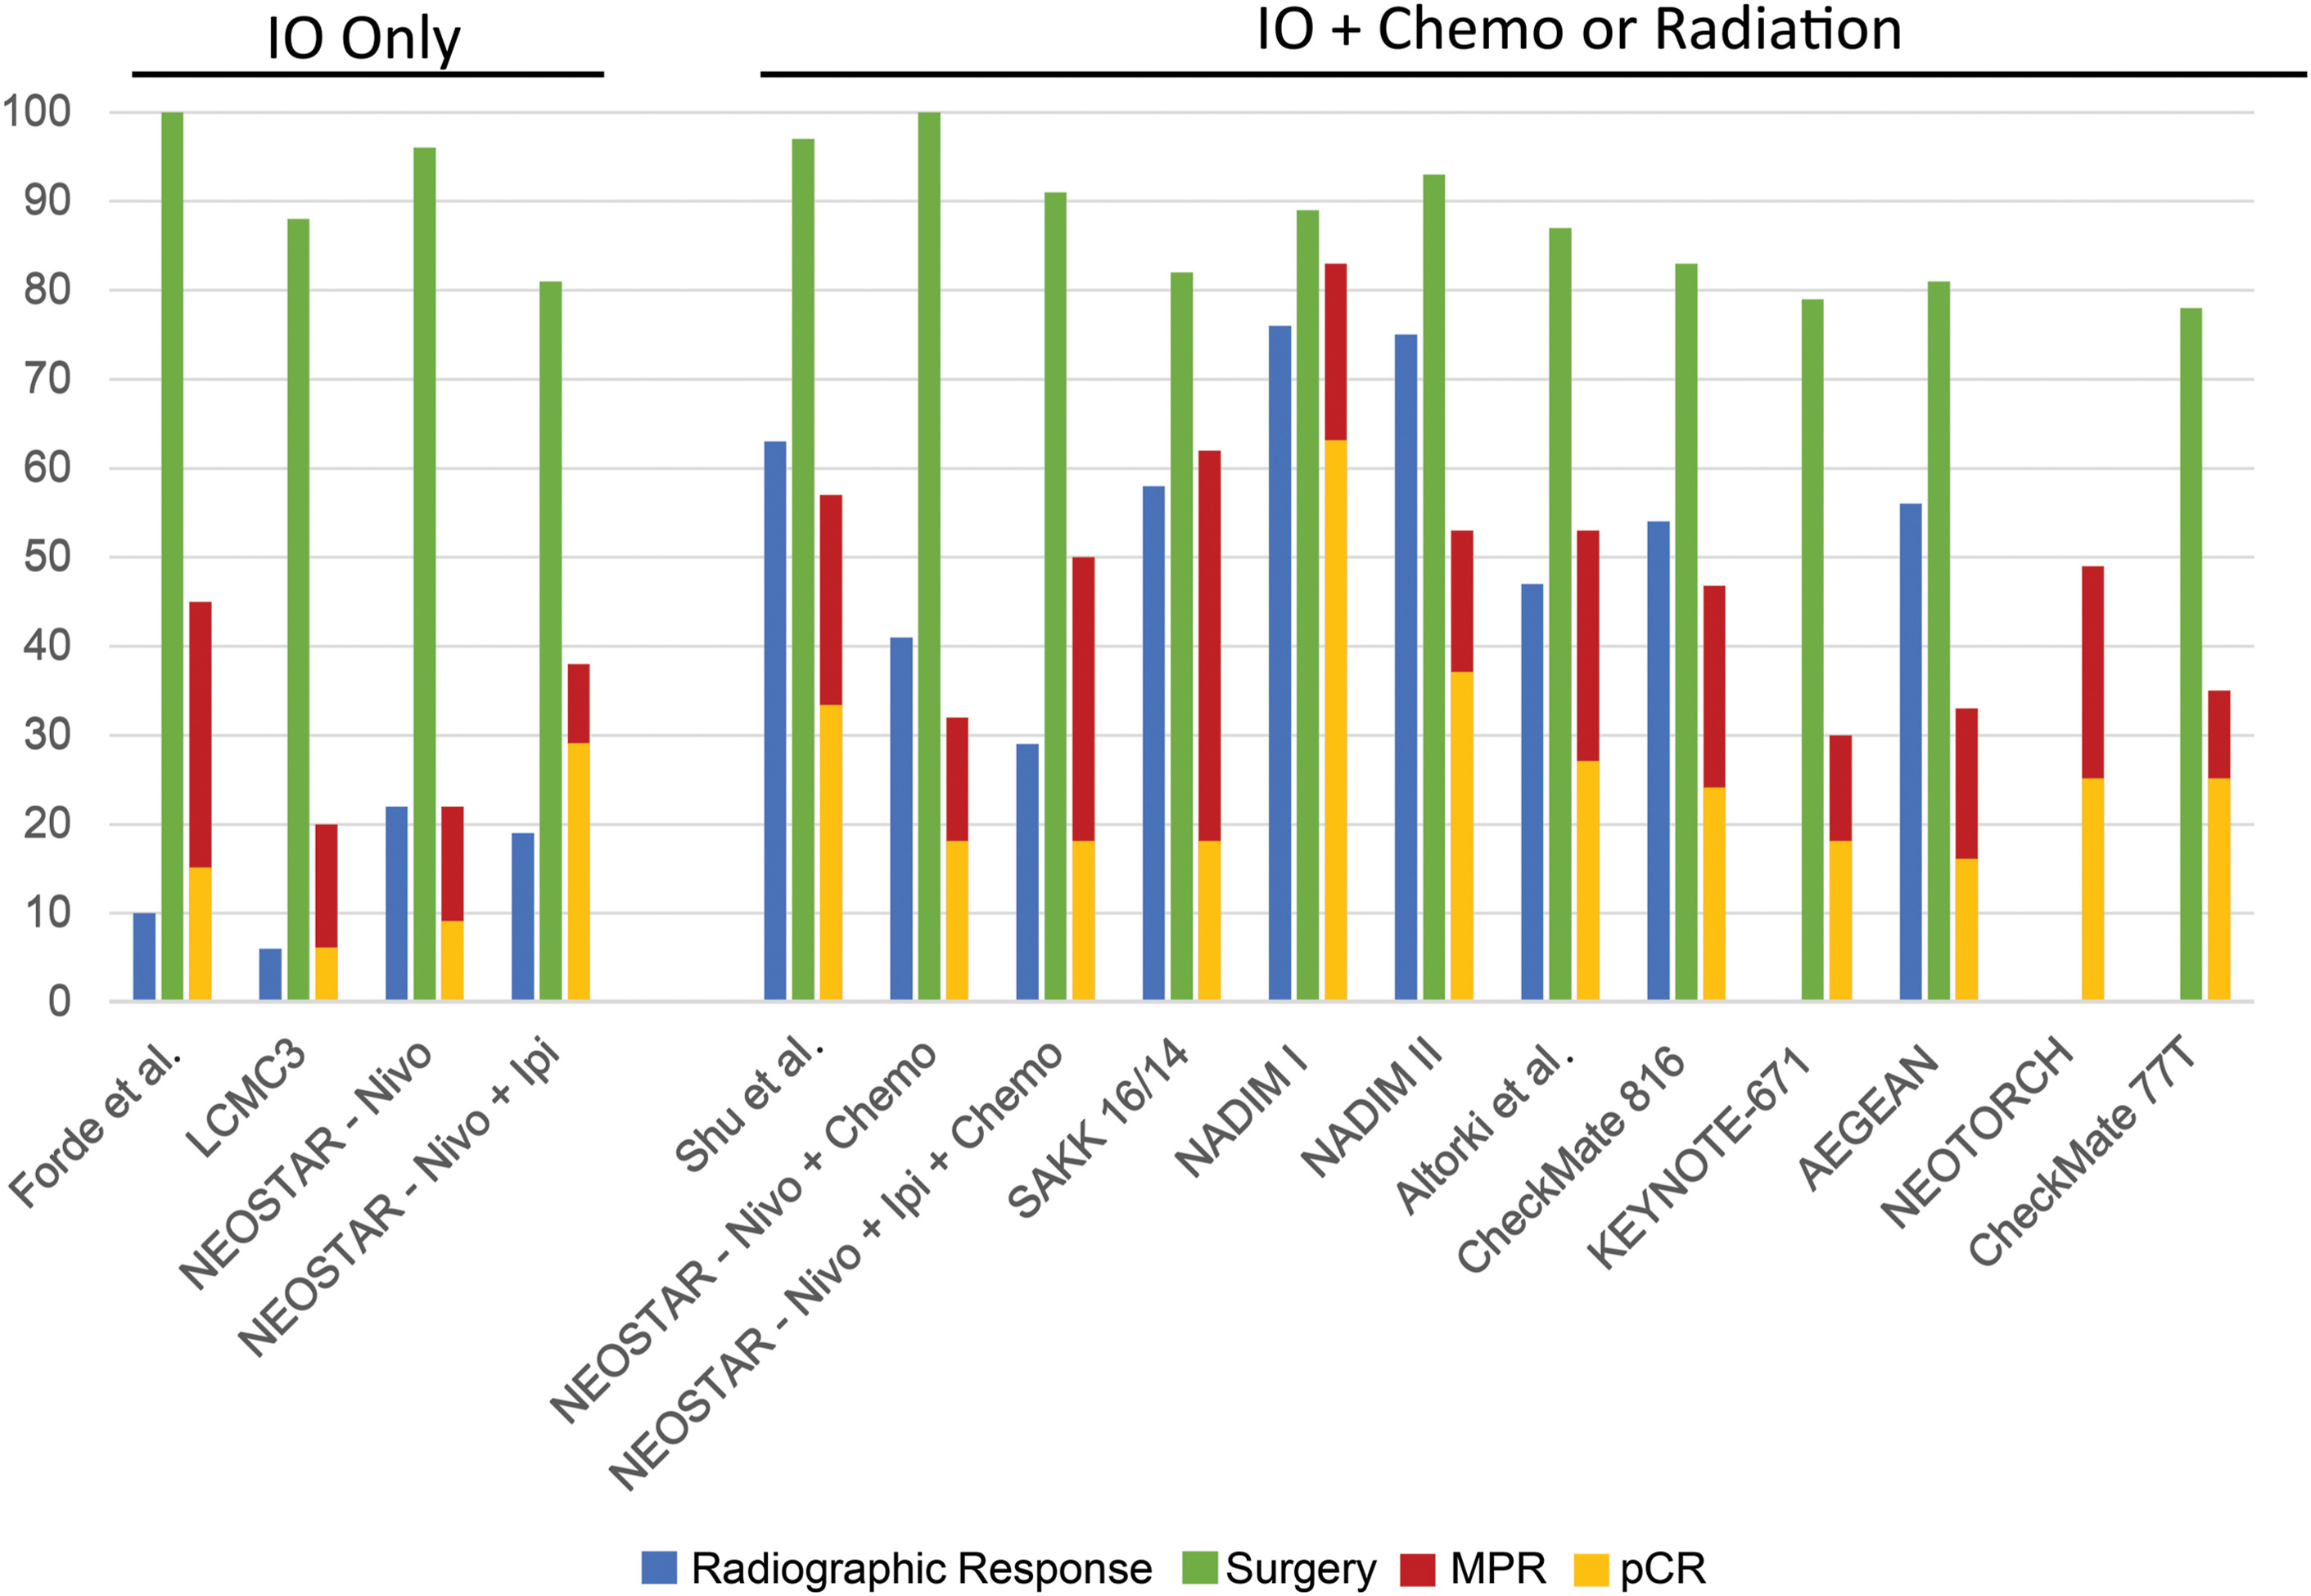 IO Only
IO + Chemo or Radiation
100
90
80
70
60
50
40
30
20
10
0
Forde et al.
LCMC3
NEOSTAR - Nivo
NEOSTAR - Nivo + Ipi
Shu et al.
NEOSTAR - Nivo + Chemo
NEOSTAR - Nivo + Ipi + Chemo
SAKK 16/14
NADIM I
NADIM II
Altorki et al.
CheckMate 816
KEYNOTE-671
AEGEAN
NEOTORCH
CheckMate 77T
Radiographic Response Surgery MPR pCR